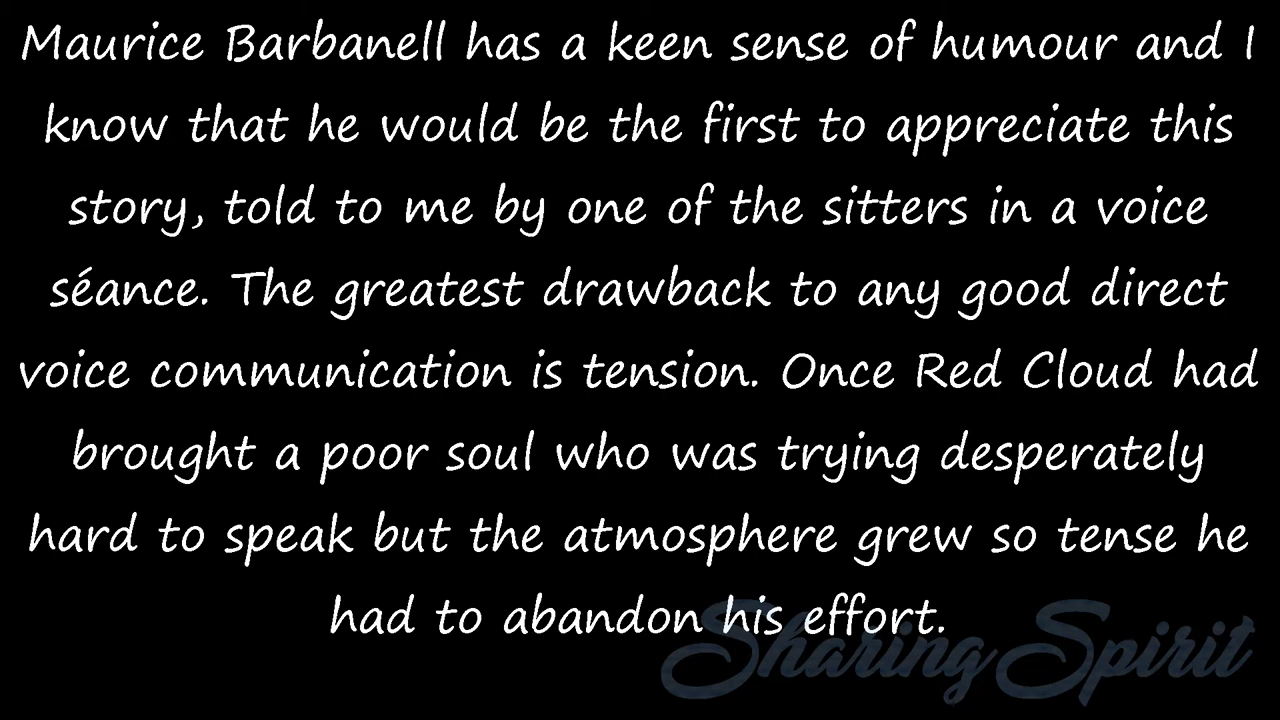 Maurice Barbanell has a keen sense of humour and I
know that he would be the first to appreciate this
story, told to me by one of the sitters in a voice
séance. The greatest drawback to any good direct
voice communication is tension. Once Red Cloud had
brought a poor soul who was trying desperately
hard to speak but the atmosphere grew so tense he
had to abandon his effort.
Sharing Spirit